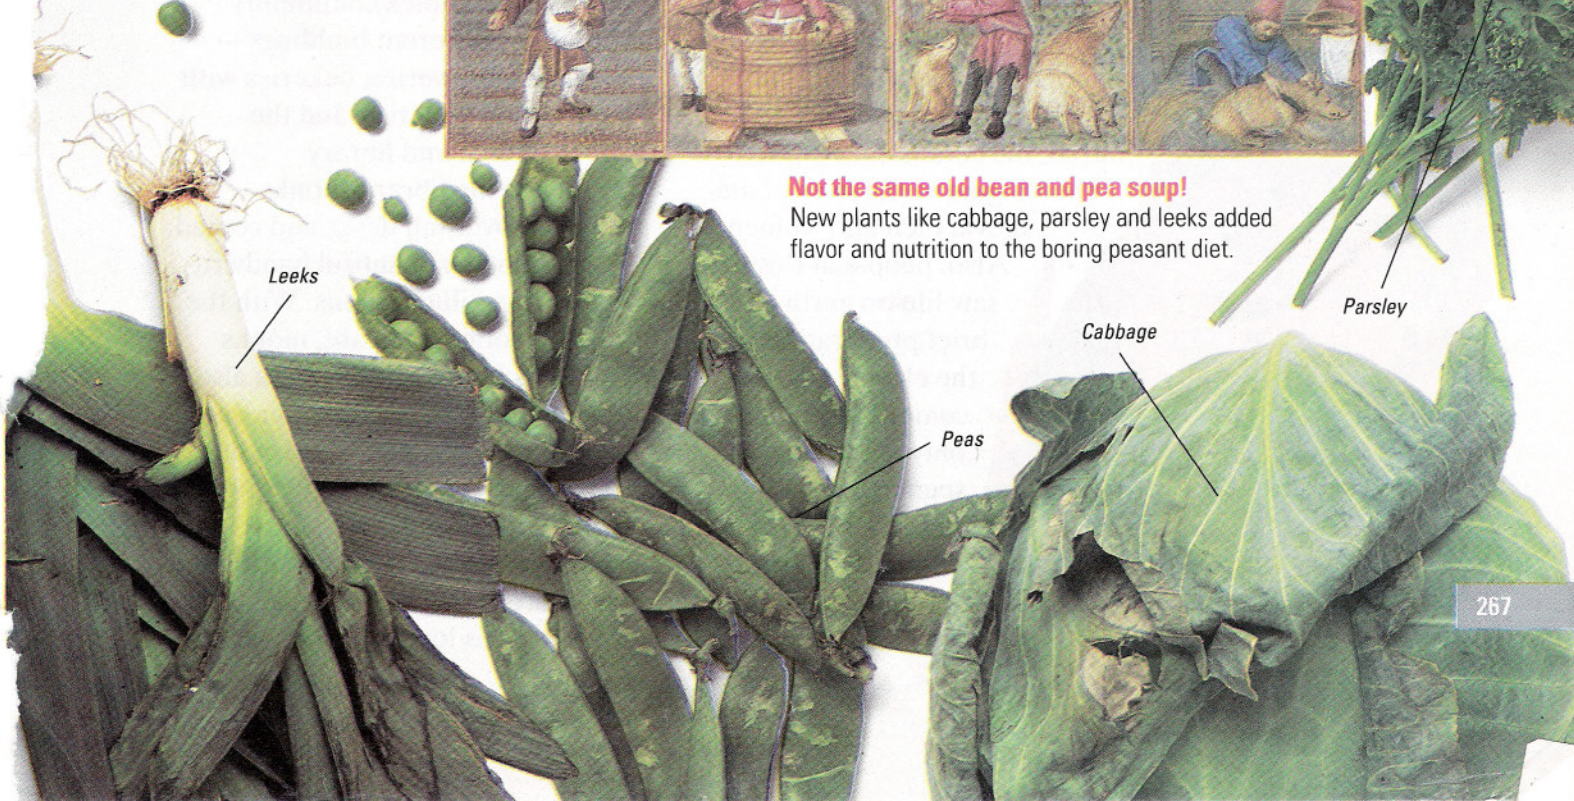 Not the same old bean and pea soup!
New plants like cabbage, parsley and leeks added
flavor and nutrition to the boring peasant diet.
Leeks
Parsley
Cabbage
Peas
267